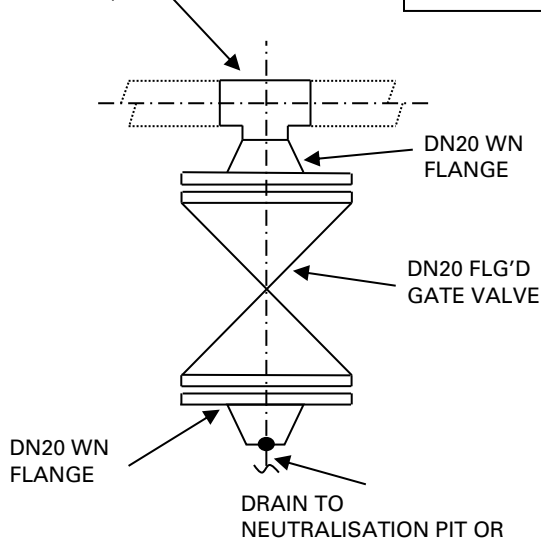 DN20 WN
FLANGE
DN20 FLG'D
GATE VALVE
DN20 WN
FLANGE
DRAIN TO
NEUTRALISATION PIT OR